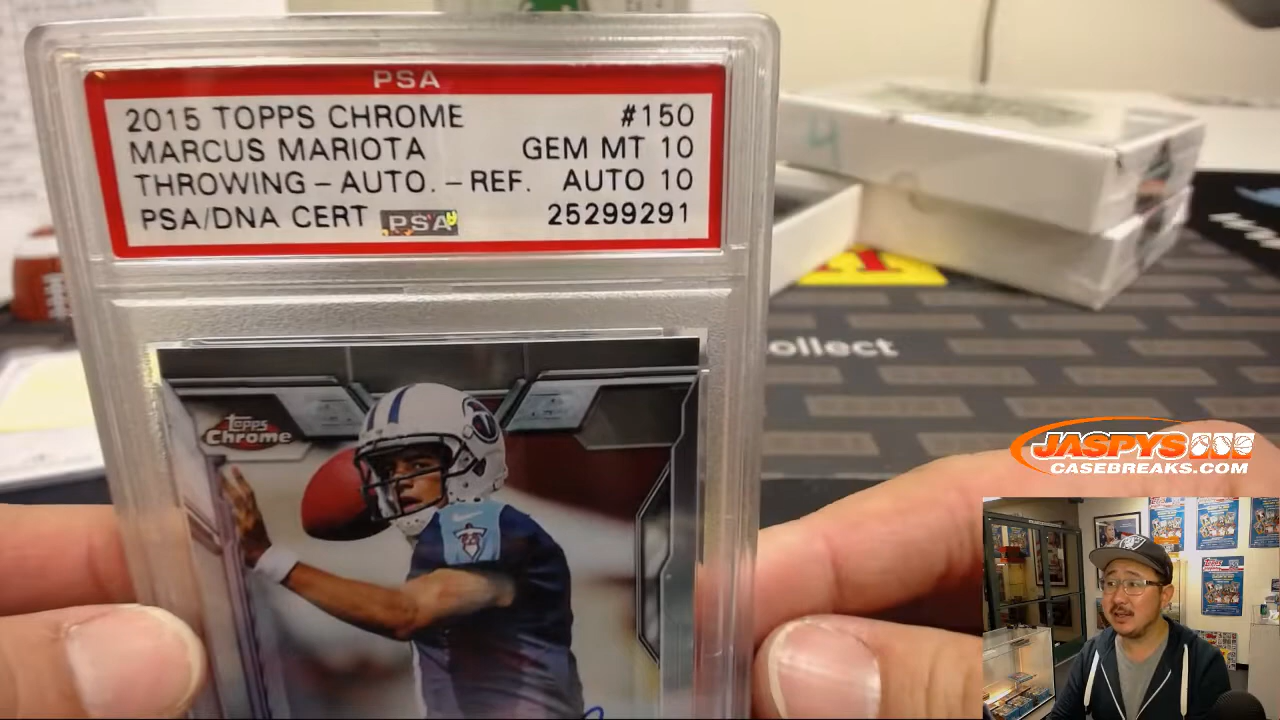 PSA
2015 TOPPS CHROME #150
MARCUS MARIOTA GEM MT 10
THROWING – AUTO. – REF. AUTO 10
PSA/DNA CERT PSA 25299291
Topps
Chrome
4
ollect
JASPYS
CASEBREAKS.COM